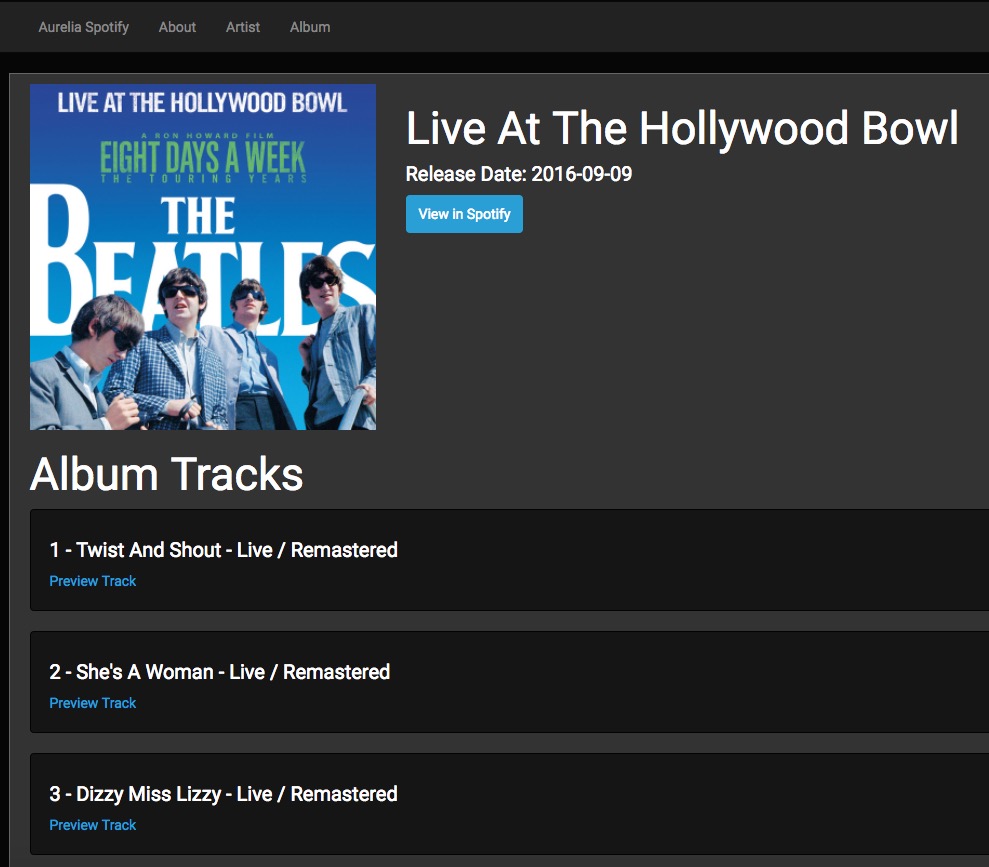 Aurelia Spotify About Artist Album
LIVE AT THE HOLLYWOOD BOWL
A RON HOWARD FILM
EIGHT DAYS A WEEK
THE TOURING YEARS
THE
BEATLES
Live At The Hollywood Bowl
Release Date: 2016-09-09
View in Spotify
Album Tracks
1 - Twist And Shout - Live / Remastered
Preview Track
2 - She's A Woman - Live / Remastered
Preview Track
3 - Dizzy Miss Lizzy - Live / Remastered
Preview Track